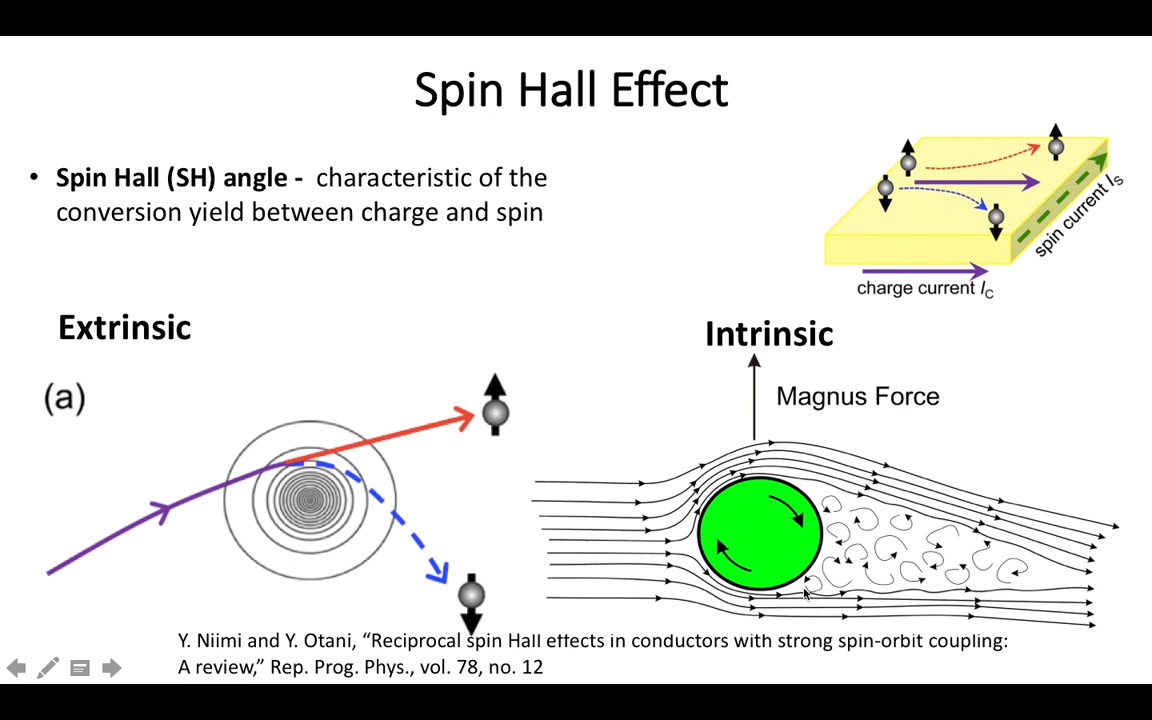 Spin Hall Effect
• Spin Hall (SH) angle - characteristic of the
conversion yield between charge and spin
spin current IS
charge current IC
Extrinsic
Intrinsic
(a)
Magnus Force
Y. Niimi and Y. Otani, “Reciprocal spin Hall effects in conductors with strong spin-orbit coupling:
A review,” Rep. Prog. Phys., vol. 78, no. 12